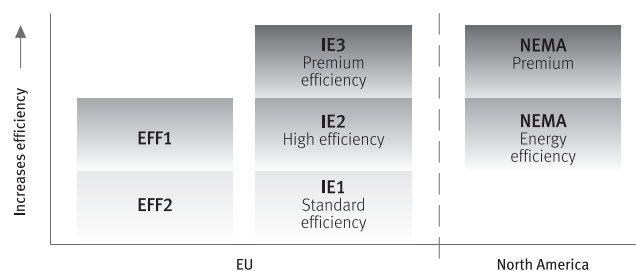 Increases efficiency
EFF1
EFF2
IE3
Premium
efficiency
IE2
High efficiency
IE1
Standard
efficiency
NEMA
Premium
NEMA
Energy
efficiency
EU
North America